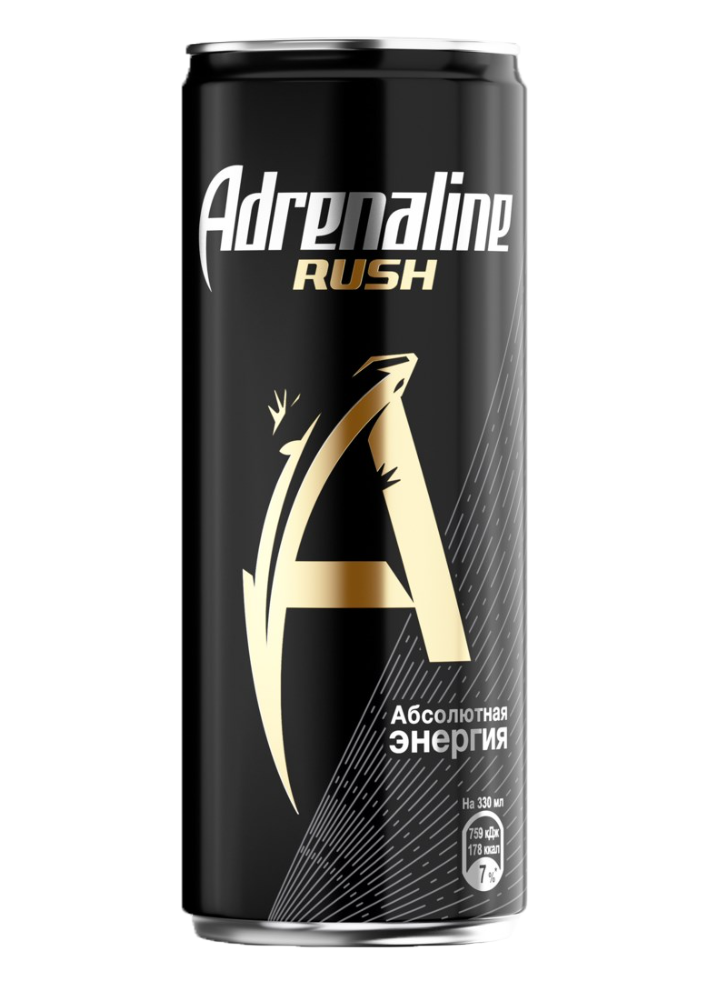 Adrenaline
RUSH
Абсолютная
энергия
На 330 мл
759 кДж
178 ккал
7 %*